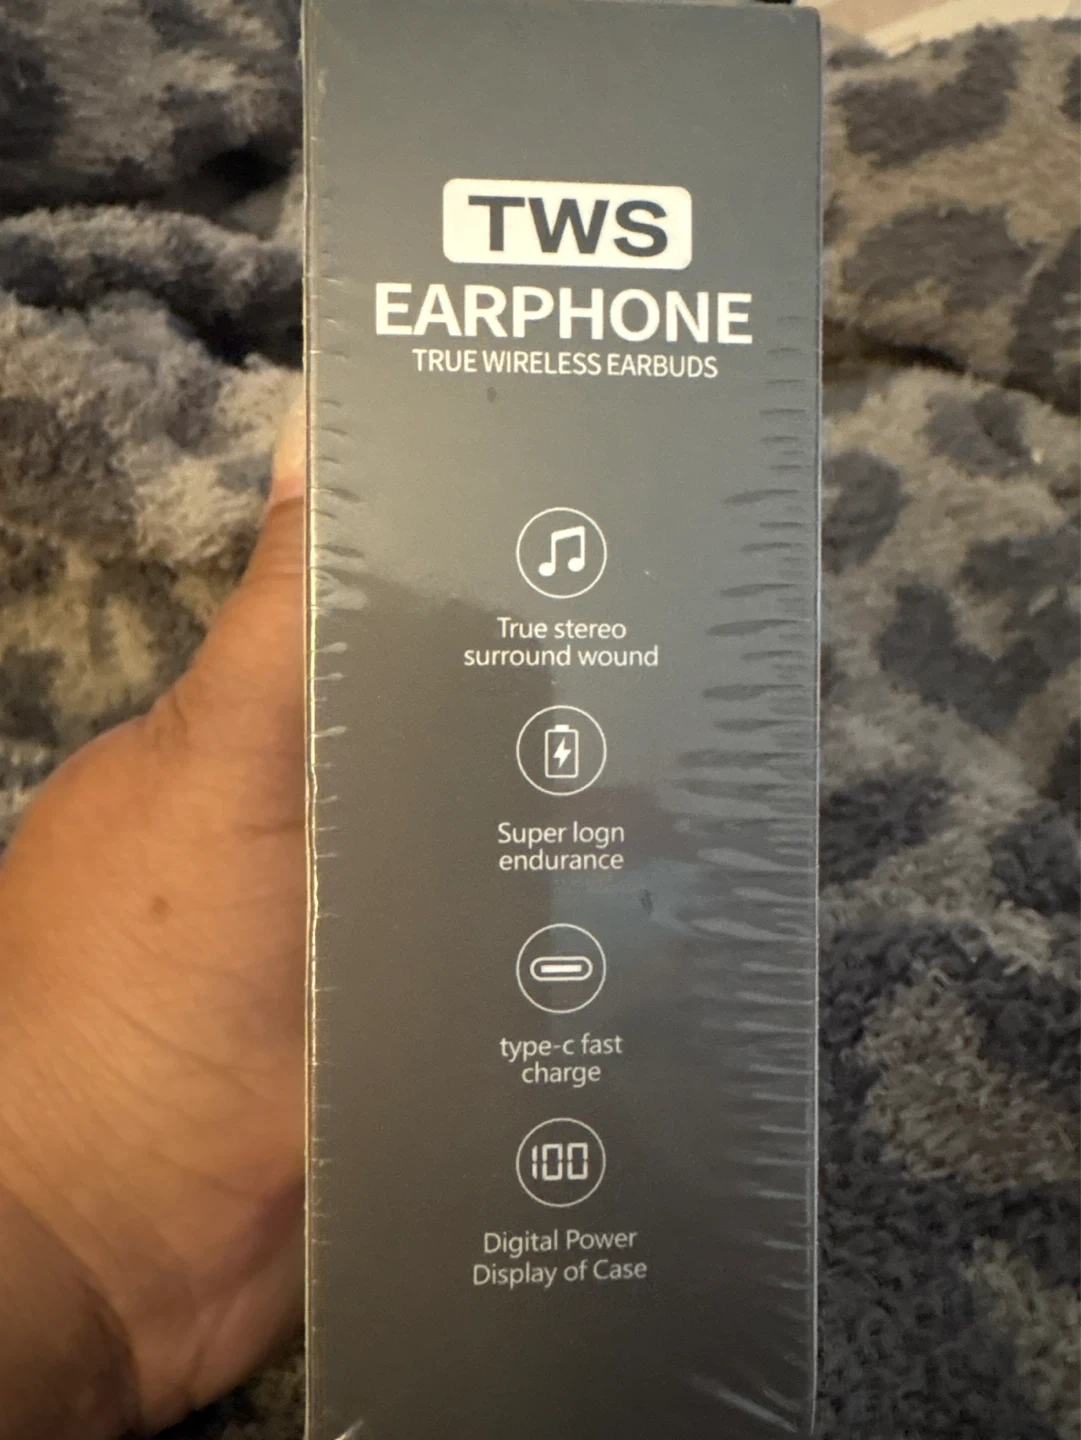 TWS
EARPHONE
TRUE WIRELESS EARBUDS
True stereo
surround wound
Super logn
endurance
type-c fast
charge
100
Digital Power
Display of Case